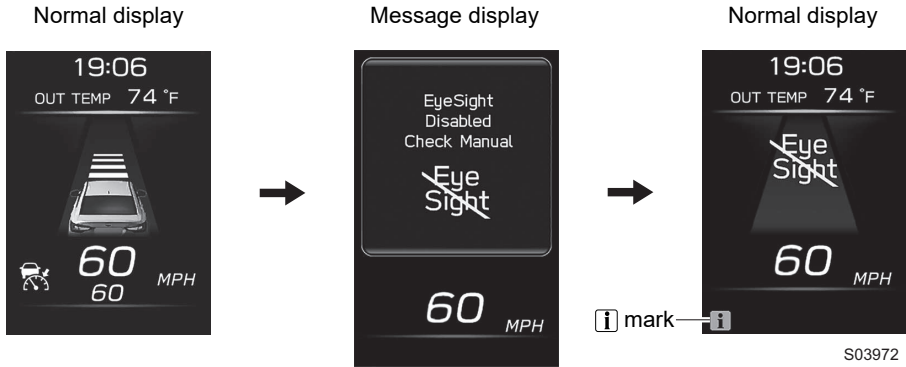 Normal display
19:06
OUT TEMP 74 °F
60
MPH
60
Message display
EyeSight
Disabled
Check Manual
Eye
Sight
60
MPH
Normal display
19:06
OUT TEMP 74 °F
Eye
Sight
60
MPH
i mark
i
S03972